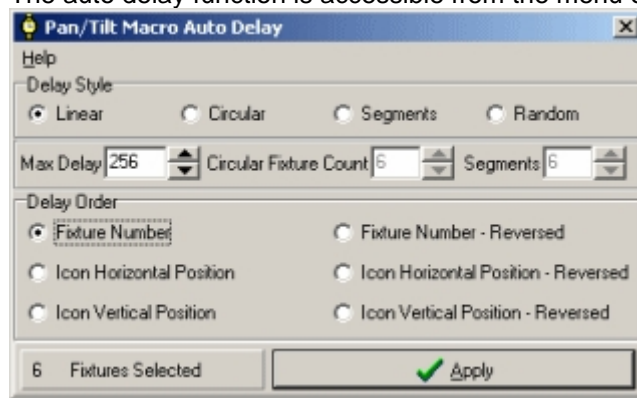 The auto delay function is accessible from the menu
Pan/Tilt Macro Auto Delay
Help
Delay Style
Linear Circular Segments Random
Max Delay 256 Circular Fixture Count 6 Segments 6
Delay Order
Fixture Number Fixture Number - Reversed
Icon Horizontal Position Icon Horizontal Position - Reversed
Icon Vertical Position Icon Vertical Position - Reversed
6 Fixtures Selected Apply